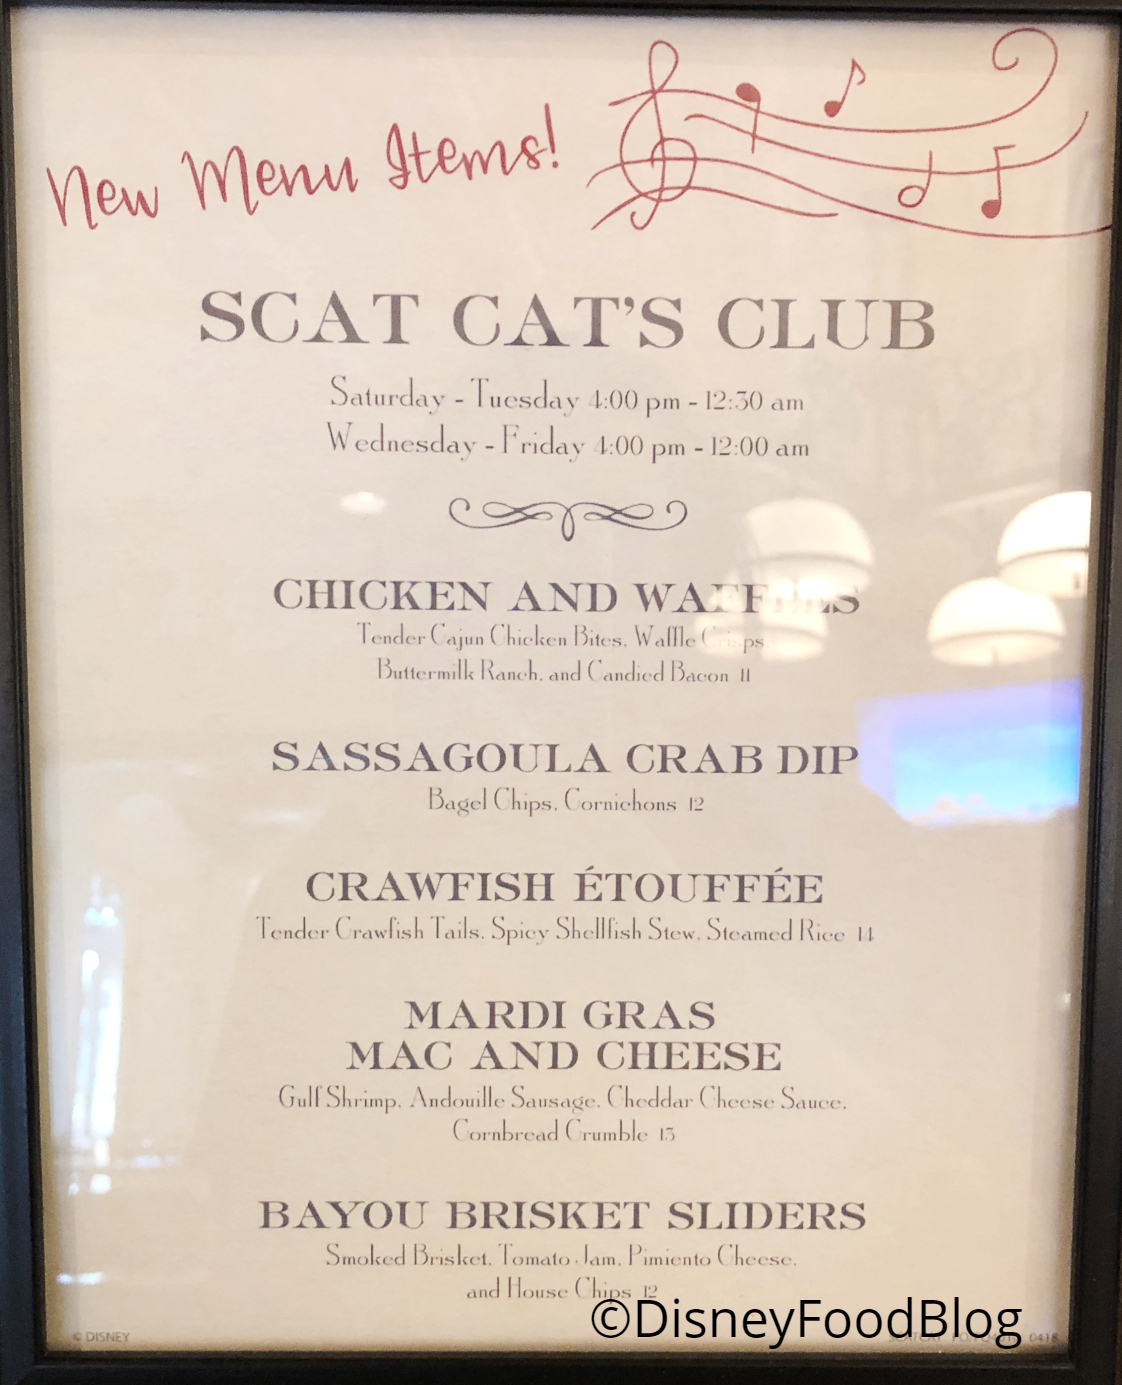 New Menu Items!
SCAT CAT'S CLUB
Saturday - Tuesday 4:00 pm - 12:30 am
Wednesday - Friday 4:00 pm - 12:00 am
CHICKEN AND WAFFLES
Tender Cajun Chicken Bites, Waffle Crisps
Buttermilk Ranch, and Candied Bacon 11
SASSAGOULA CRAB DIP
Bagel Chips, Cornichons 12
CRAWFISH ÉTOUFFÉE
Tender Crawfish Tails, Spicy Shellfish Stew, Steamed Rice 14
MARDI GRAS
MAC AND CHEESE
Gulf Shrimp, Andouille Sausage, Cheddar Cheese Sauce,
Cornbread Crumble 13
BAYOU BRISKET SLIDERS
Smoked Brisket, Tomato Jam, Pimiento Cheese,
and House Chips 12
©DisneyFoodBlog
© DISNEY
0418